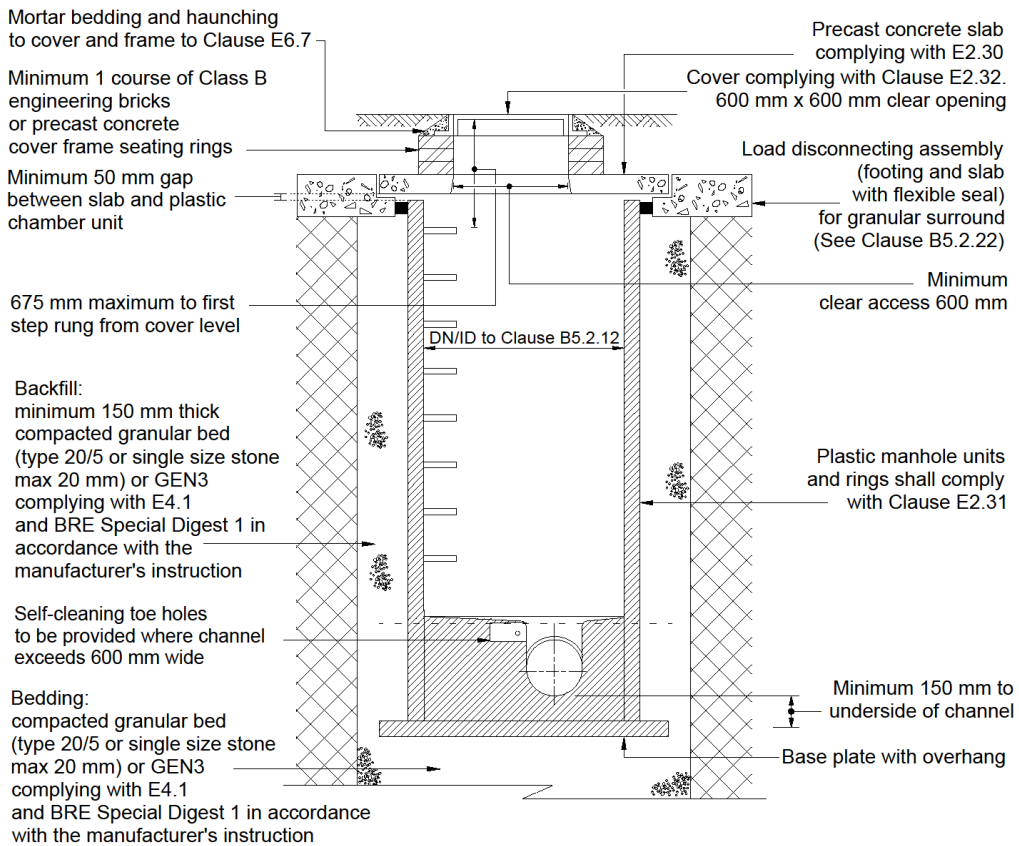 Mortar bedding and haunching
to cover and frame to Clause E6.7
Minimum 1 course of Class B
engineering bricks
or precast concrete
cover frame seating rings
Minimum 50 mm gap
between slab and plastic
chamber unit
675 mm maximum to first
step rung from cover level
Backfill:
minimum 150 mm thick
compacted granular bed
(type 20/5 or single size stone
max 20 mm) or GEN3
complying with E4.1
and BRE Special Digest 1 in
accordance with the
manufacturer's instruction
Self-cleaning toe holes
to be provided where channel
exceeds 600 mm wide
Bedding:
compacted granular bed
(type 20/5 or single size stone
max 20 mm) or GEN3
complying with E4.1
and BRE Special Digest 1 in accordance
with the manufacturer's instruction
DN/ID to Clause B5.2.12
Precast concrete slab
complying with E2.30
Cover complying with Clause E2.32.
600 mm x 600 mm clear opening
Load disconnecting assembly
(footing and slab
with flexible seal)
for granular surround
(See Clause B5.2.22)
Minimum
clear access 600 mm
Plastic manhole units
and rings shall comply
with Clause E2.31
Minimum 150 mm to
underside of channel
Base plate with overhang